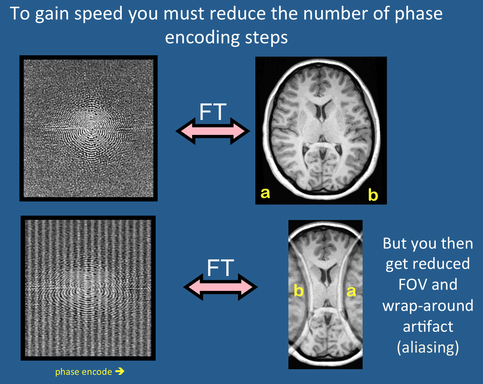 To gain speed you must reduce the number of phase
encoding steps
FT
a
b
FT
b
a
But you then
get reduced
FOV and
wrap-around
artifact
(aliasing)
phase encode ➔